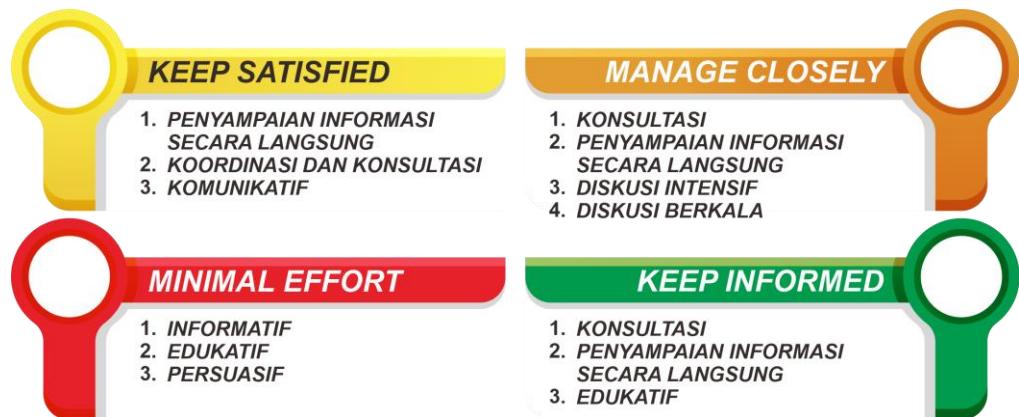 KEEP SATISFIED
1. PENYAMPAIAN INFORMASI
SECARA LANGSUNG
2. KOORDINASI DAN KONSULTASI
3. KOMUNIKATIF
MANAGE CLOSELY
1. KONSULTASI
2. PENYAMPAIAN INFORMASI
SECARA LANGSUNG
3. DISKUSI INTENSIF
4. DISKUSI BERKALA
MINIMAL EFFORT
1. INFORMATIF
2. EDUKATIF
3. PERSUASIF
KEEP INFORMED
1. KONSULTASI
2. PENYAMPAIAN INFORMASI
SECARA LANGSUNG
3. EDUKATIF